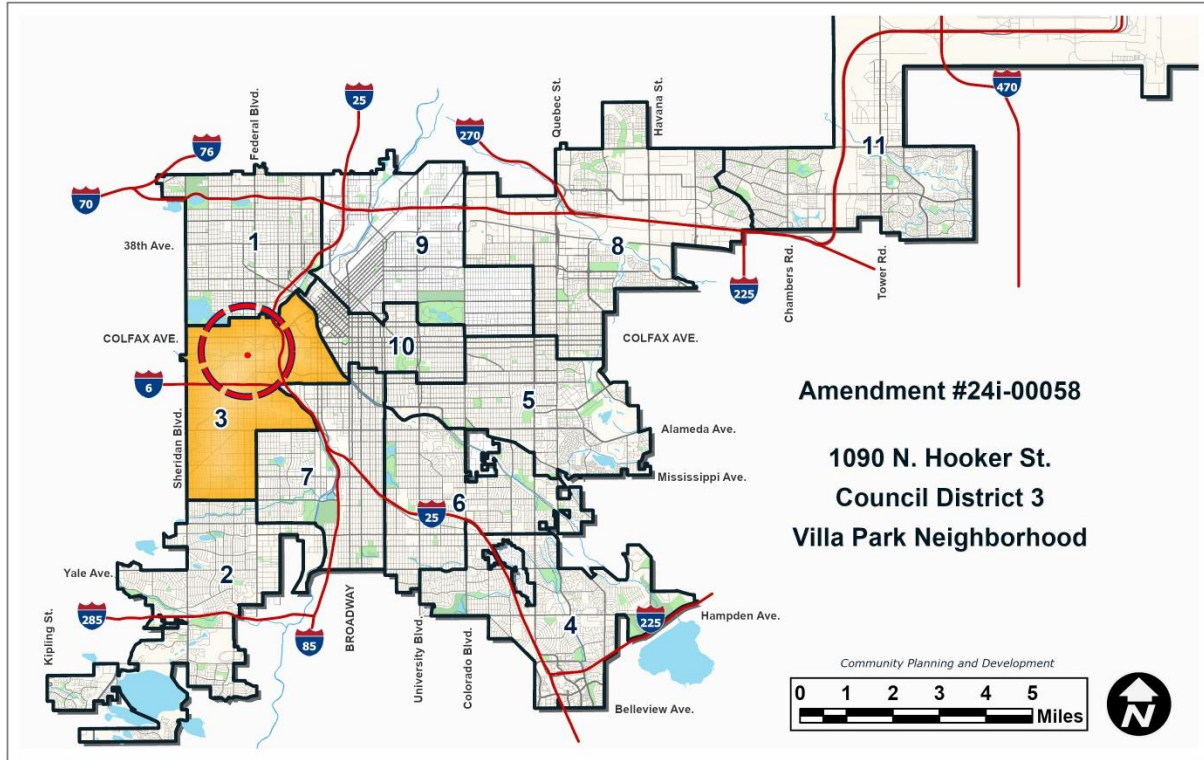 Federal Blvd.
25
Quebec St.
Havana St.
470
76
270
70
11
1
9
8
38th Ave.
225
Chambers Rd.
Tower Rd.
COLFAX AVE.
COLFAX AVE.
10
6
3
5
Amendment #24i-00058
Sheridan Blvd.
Alameda Ave.
1090 N. Hooker St.
7
Mississippi Ave.
6
Council District 3
25
Villa Park Neighborhood
2
Yale Ave.
285
85
BROADWAY
University Blvd.
Colorado Blvd.
4
225
Hampden Ave.
Kipling St.
Belleview Ave.
Community Planning and Development
0 1 2 3 4 5
Miles
N